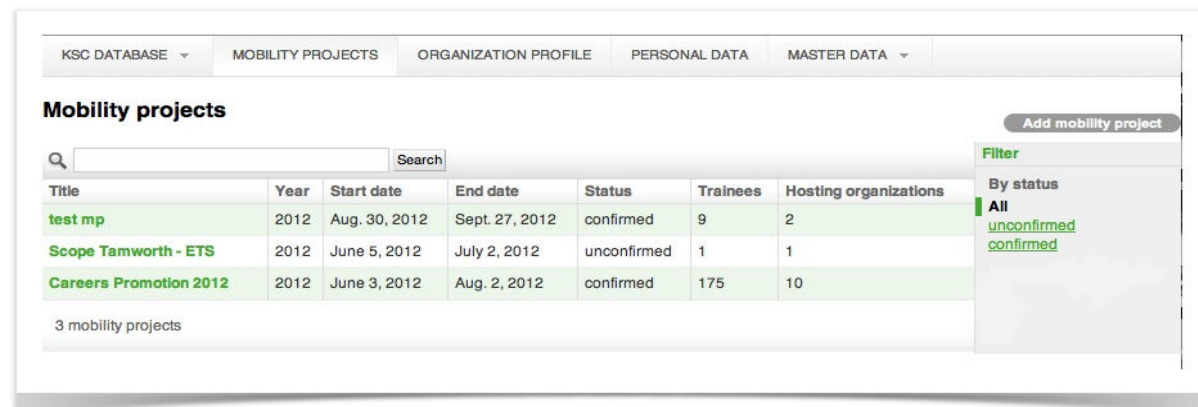 KSC DATABASE MOBILITY PROJECTS ORGANIZATION PROFILE PERSONAL DATA MASTER DATA
Mobility projects
Add mobility project
Search
Filter
Title Year Start date End date Status Trainees Hosting organizations
By status
All
test mp 2012 Aug. 30, 2012 Sept. 27, 2012 confirmed 9 2
unconfirmed
Scope Tamworth - ETS 2012 June 5, 2012 July 2, 2012 unconfirmed 1 1
confirmed
Careers Promotion 2012 2012 June 3, 2012 Aug. 2, 2012 confirmed 175 10
3 mobility projects